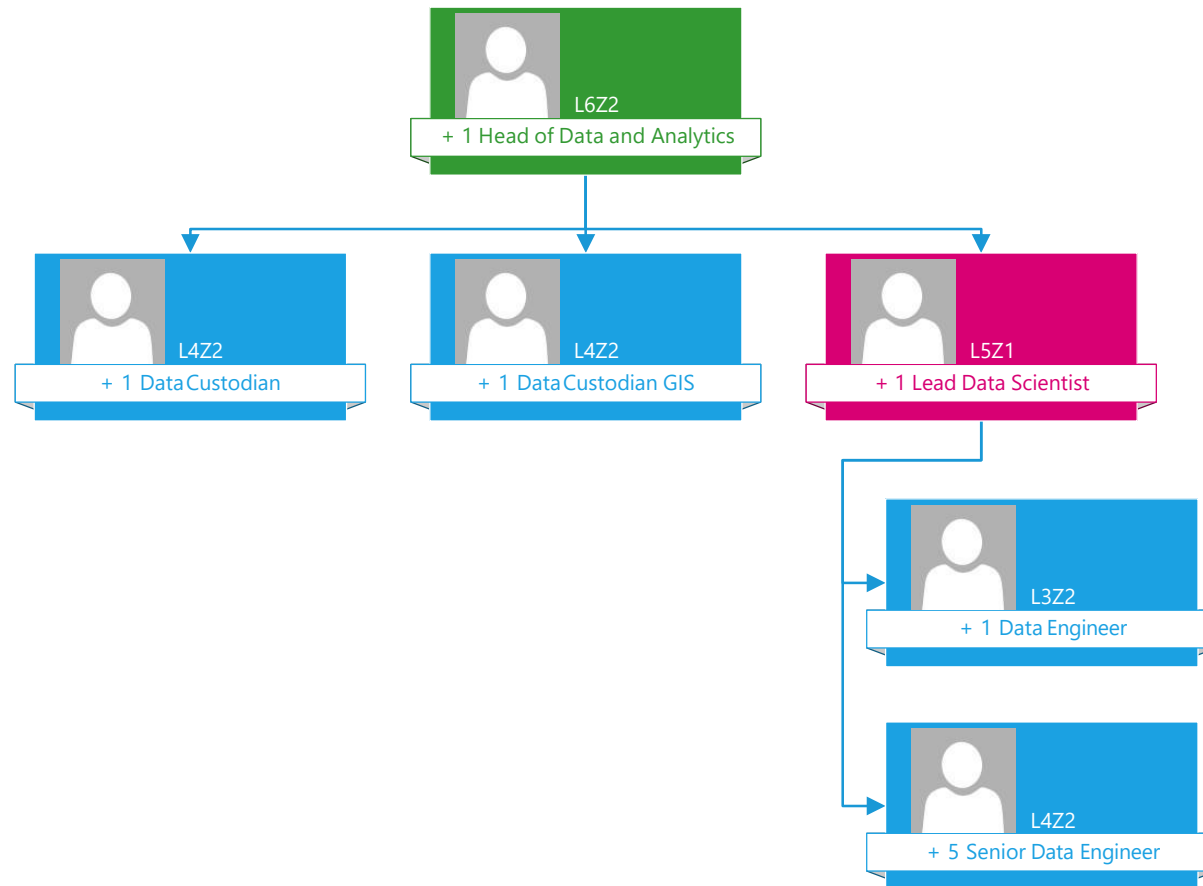 L6Z2
+ 1 Head of Data and Analytics
L4Z2
+ 1 Data Custodian
L4Z2
+ 1 Data Custodian GIS
L5Z1
+ 1 Lead Data Scientist
L3Z2
+ 1 Data Engineer
L4Z2
+ 5 Senior Data Engineer